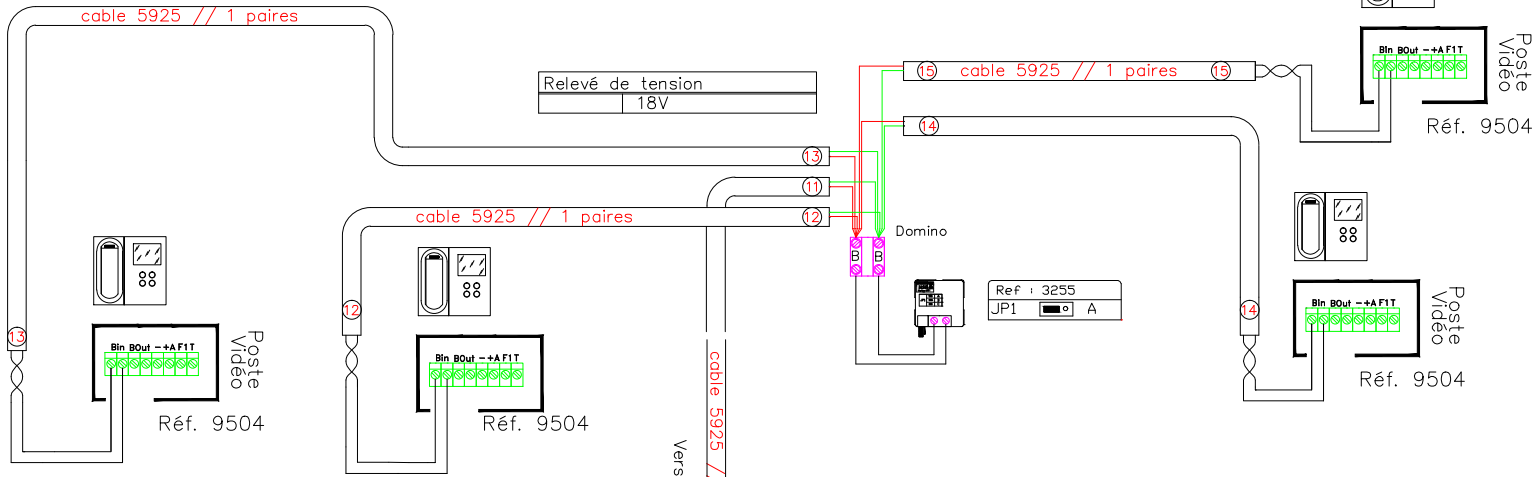 cable 5925 // 1 paires
Relevé de tension
18V
15 cable 5925 // 1 paires 15
Bin BOut - + A F1 T
Poste
Vidéo
Réf. 9504
14
13
11
cable 5925 // 1 paires 12
Domino
B B
Ref : 3255
JP1 A
13
Bin BOut - + A F1 T
Poste
Vidéo
Réf. 9504
12
Bin BOut - + A F1 T
Réf. 9504
cable 5925 /
Vers
14
Bin BOut - + A F1 T
Poste
Vidéo
Réf. 9504